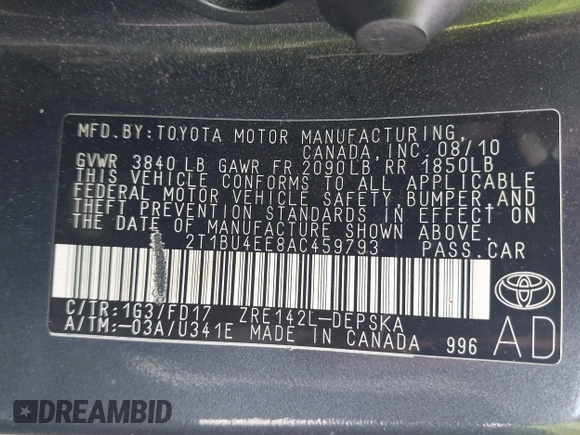 MFD. BY: TOYOTA MOTOR MANUFACTURING,
CANADA, INC. 08/10
GVWR 3840 LB GAWR FR 2090LB RR 1850LB
THIS VEHICLE CONFORMS TO ALL APPLICABLE
FEDERAL MOTOR VEHICLE SAFETY, BUMPER, AND
THEFT PREVENTION STANDARDS IN EFFECT ON
THE DATE OF MANUFACTURE SHOWN ABOVE.
2T1BU4EE8AC459793 PASS. CAR
C/TR: 1G3/FD17 ZRE142L-DEPSKA
A/TM: -03A/U341E MADE IN CANADA 996
AD
DREAMBID